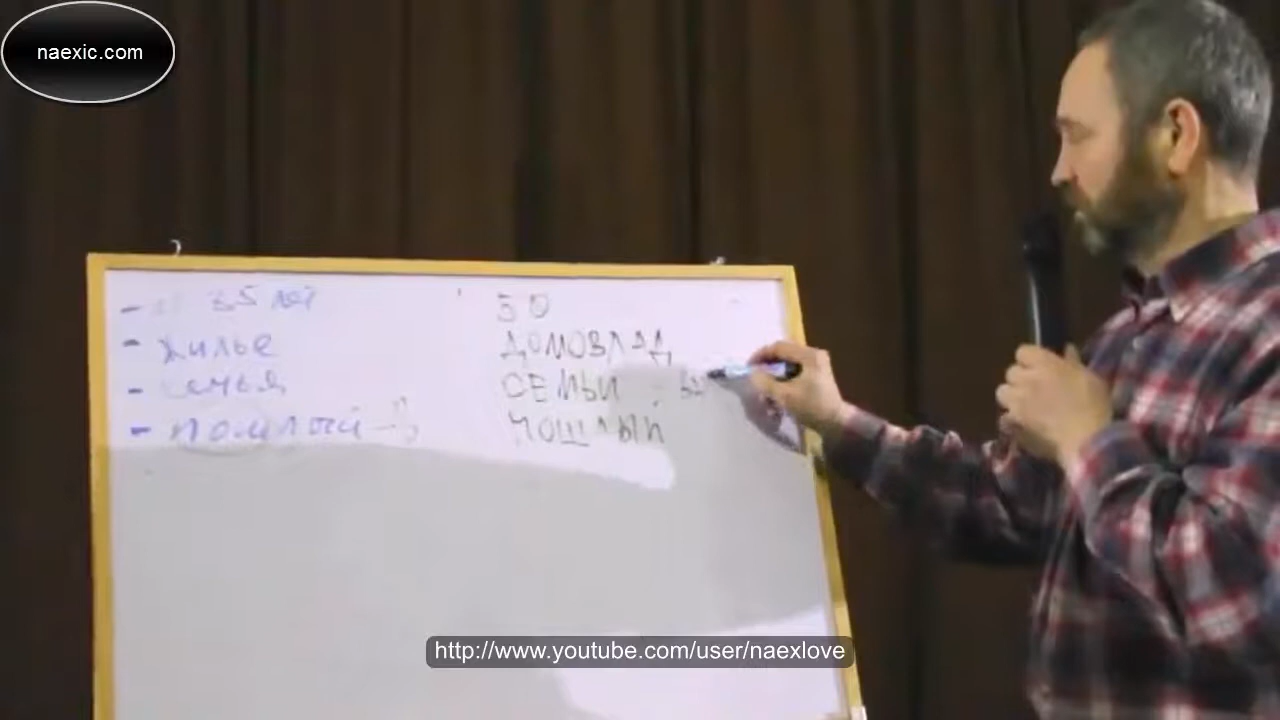 naexic.com
- 35 лет
- жилье
- семья
- пошлый
50
ДОМОВЛАД
СЕМЬИ -
ПОШЛЫЙ
http://www.youtube.com/user/naexlove